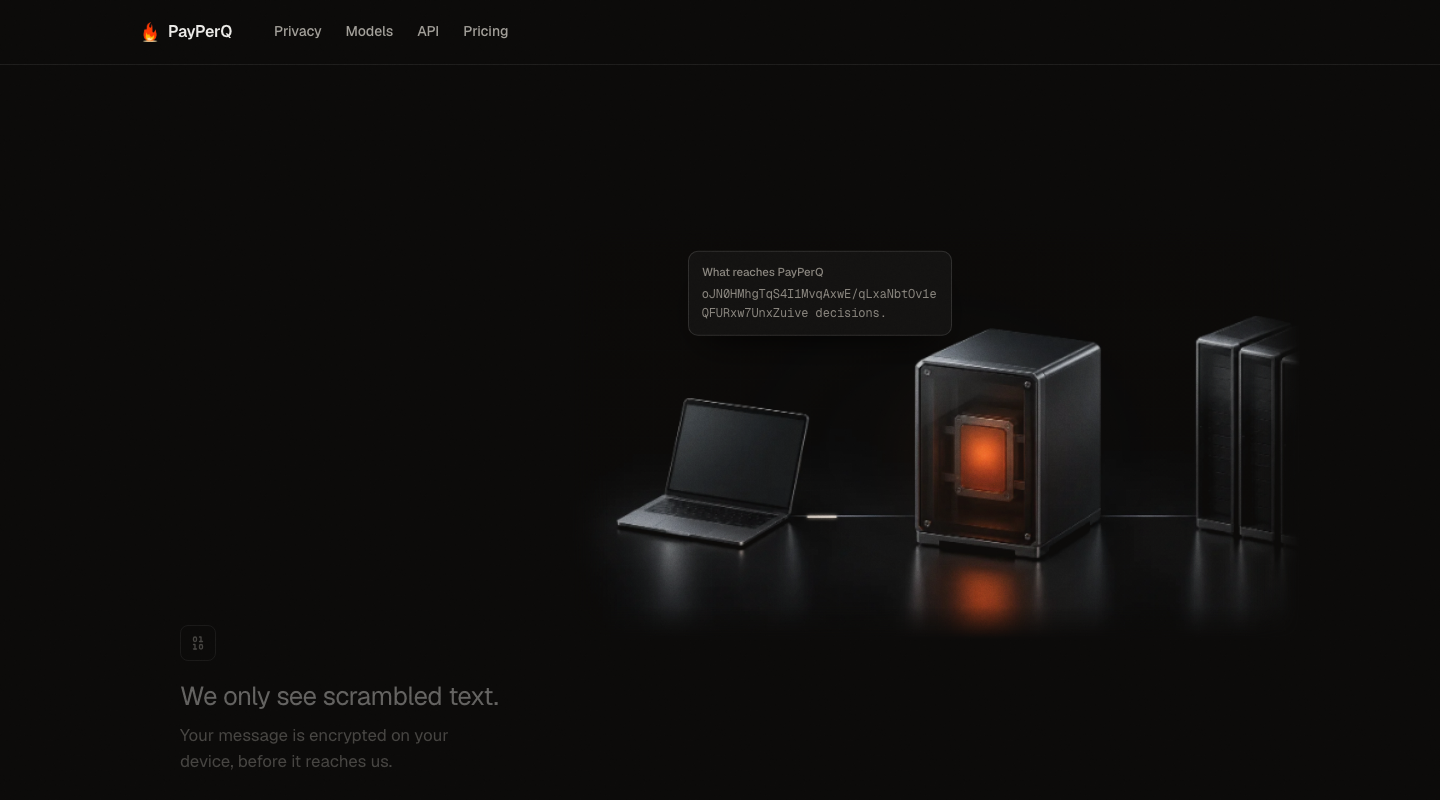 PayPerQ
Privacy
Models
API
Pricing
What reaches PayPerQ
oJN0HMhgTqS4I1MvqAxwE/qLxaNbtOv1e
QFURxw7UnxZuive decisions.
01
10
We only see scrambled text.
Your message is encrypted on your
device, before it reaches us.